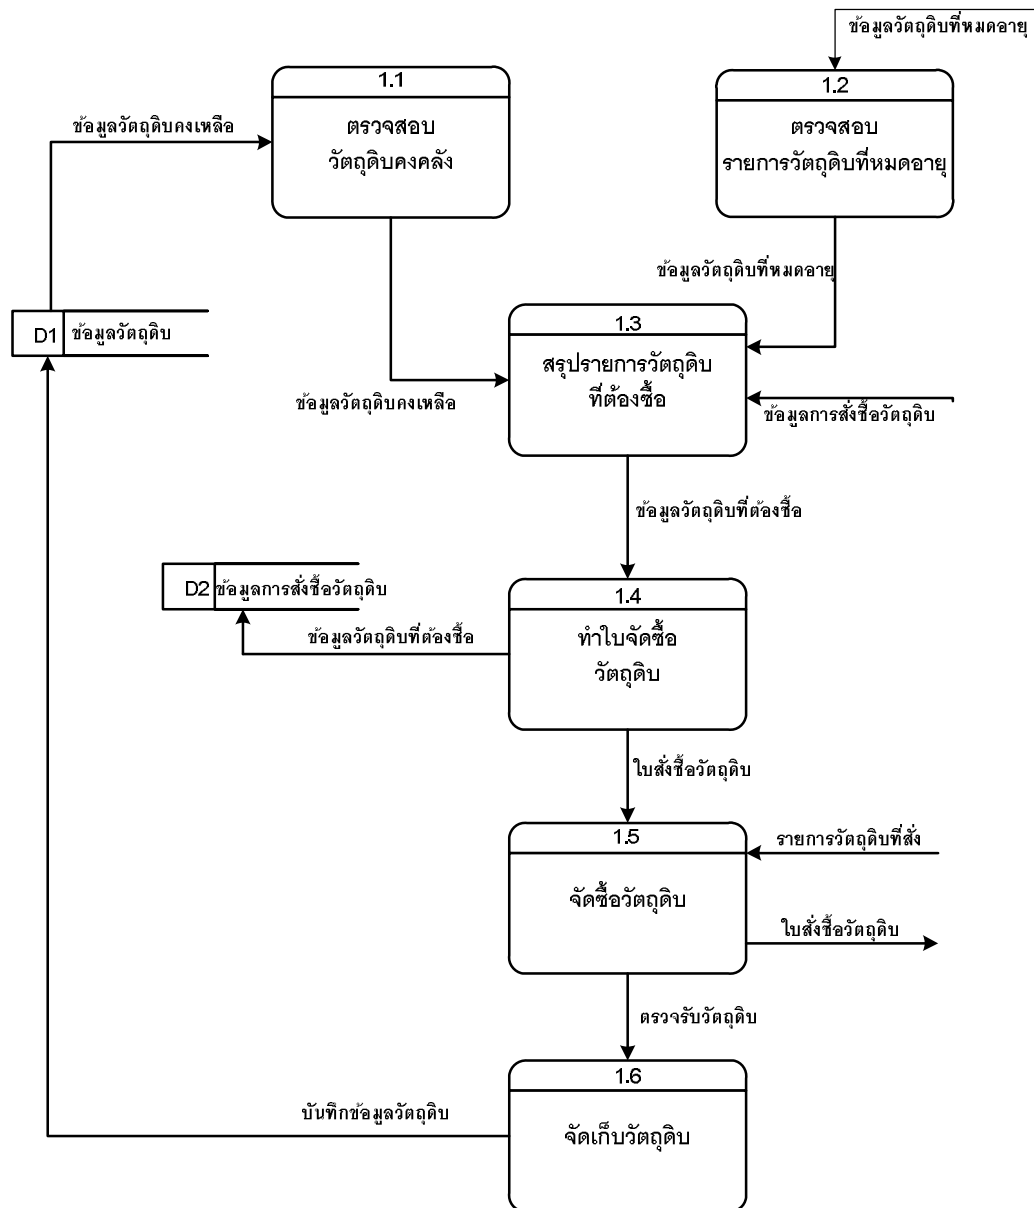 ข้อมูลวัตถุดิบที่หมดอายุ
1.1
1.2
ข้อมูลวัตถุดิบคงเหลือ
ตรวจสอบ
วัตถุดิบคงคลัง
ตรวจสอบ
รายการวัตถุดิบที่หมดอายุ
ข้อมูลวัตถุดิบที่หมดอายุ
D1 ข้อมูลวัตถุดิบ
1.3
สรุปรายการวัตถุดิบ
ที่ต้องซื้อ
ข้อมูลวัตถุดิบคงเหลือ
ข้อมูลการสั่งซื้อวัตถุดิบ
ข้อมูลวัตถุดิบที่ต้องซื้อ
D2 ข้อมูลการสั่งซื้อวัตถุดิบ
1.4
ข้อมูลวัตถุดิบที่ต้องซื้อ
ทำใบจัดซื้อ
วัตถุดิบ
ใบสั่งซื้อวัตถุดิบ
1.5
รายการวัตถุดิบที่สั่ง
จัดซื้อวัตถุดิบ
ใบสั่งซื้อวัตถุดิบ
ตรวจรับวัตถุดิบ
1.6
บันทึกข้อมูลวัตถุดิบ
จัดเก็บวัตถุดิบ